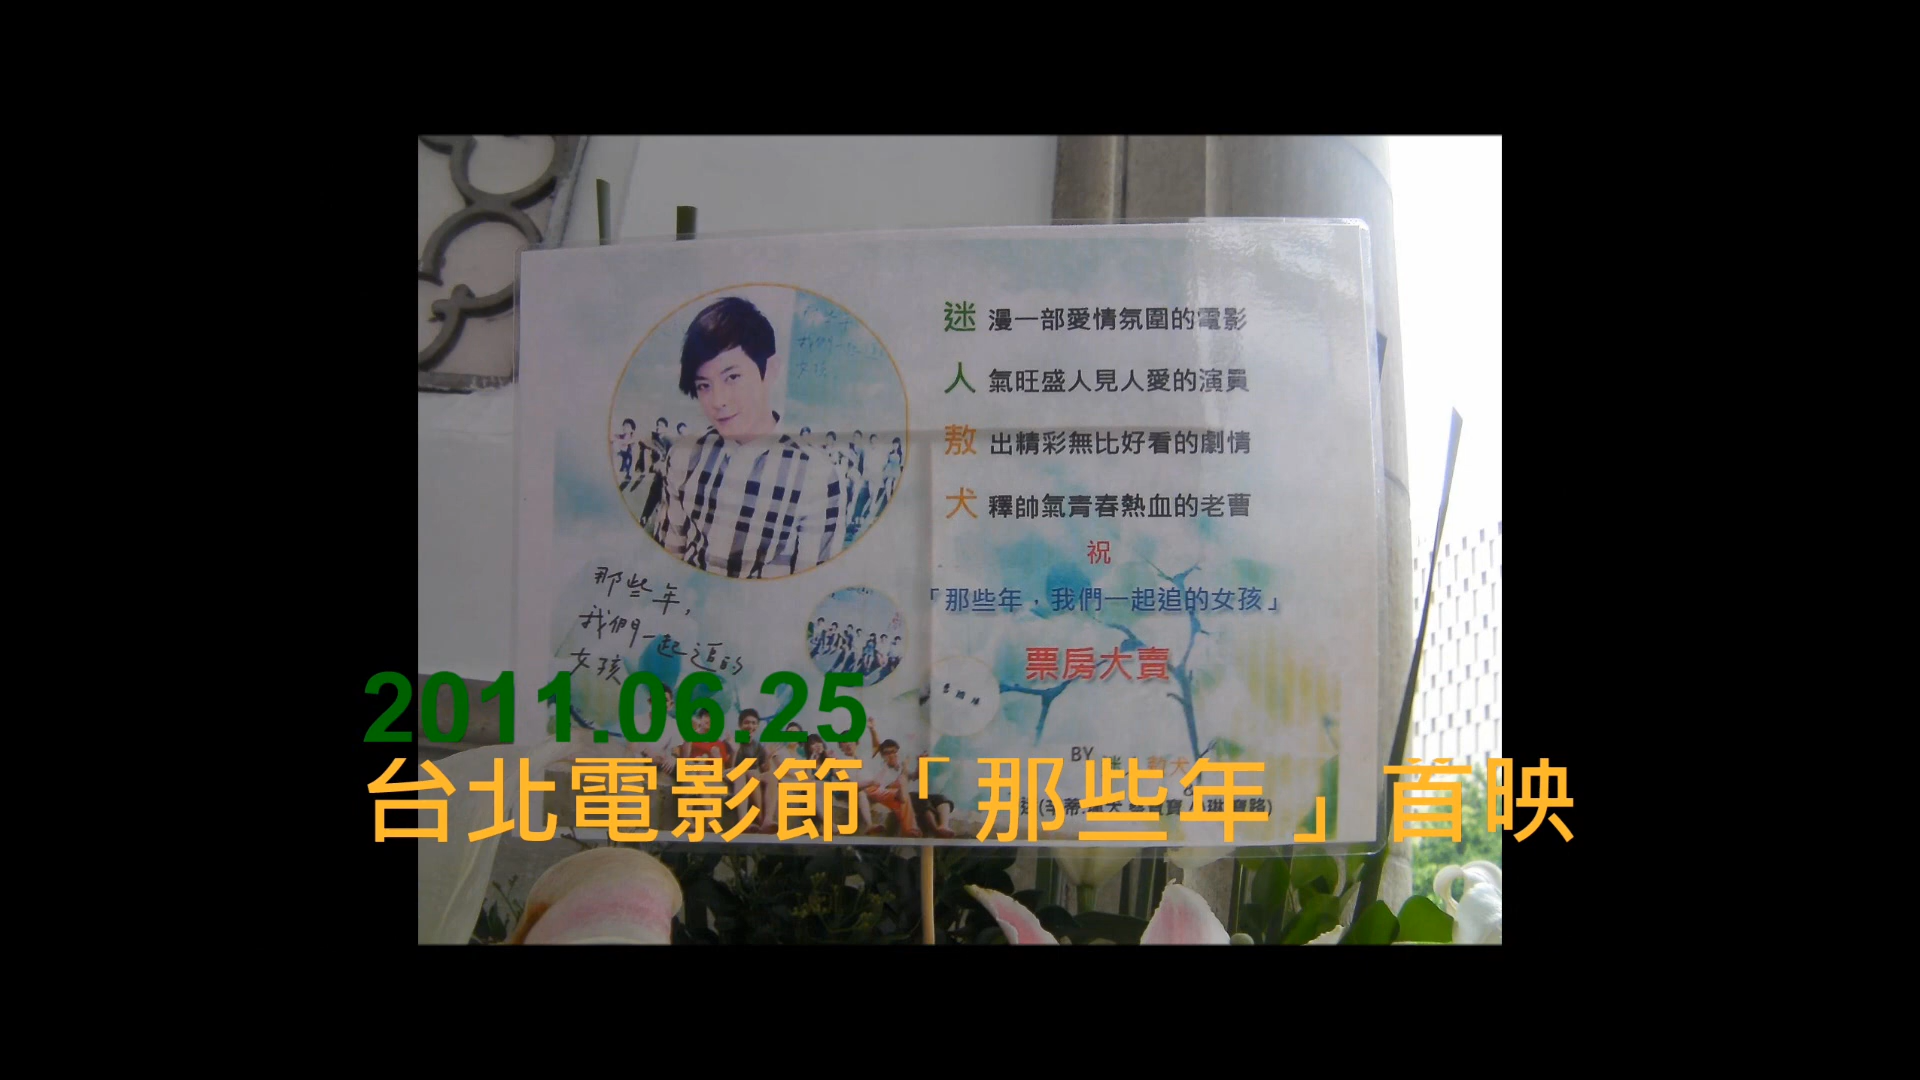 迷 漫一部愛情氛圍的電影
人 氣旺盛人見人愛的演員
敖 出精彩無比好看的劇情
犬 釋帥氣青春熱血的老曹
祝
「那些年，我們一起追的女孩」
票房大賣
那些年，
我們一起追的
女孩
BY
2011.06.25
台北電影節「那些年」首映